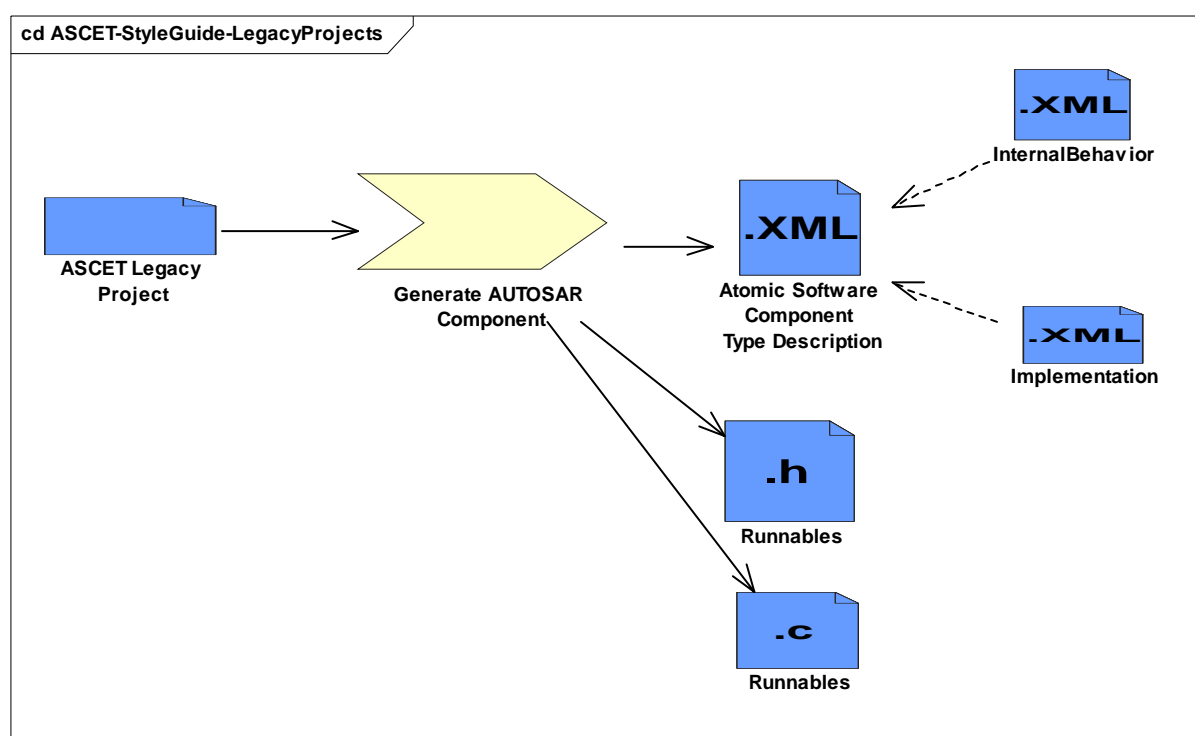 cd ASCET-StyleGuide-LegacyProjects
.XML
InternalBehavior
.XML
Atomic Software
Component
Type Description
ASCET Legacy
Project
Generate AUTOSAR
Component
.XML
Implementation
.h
Runnables
.c
Runnables